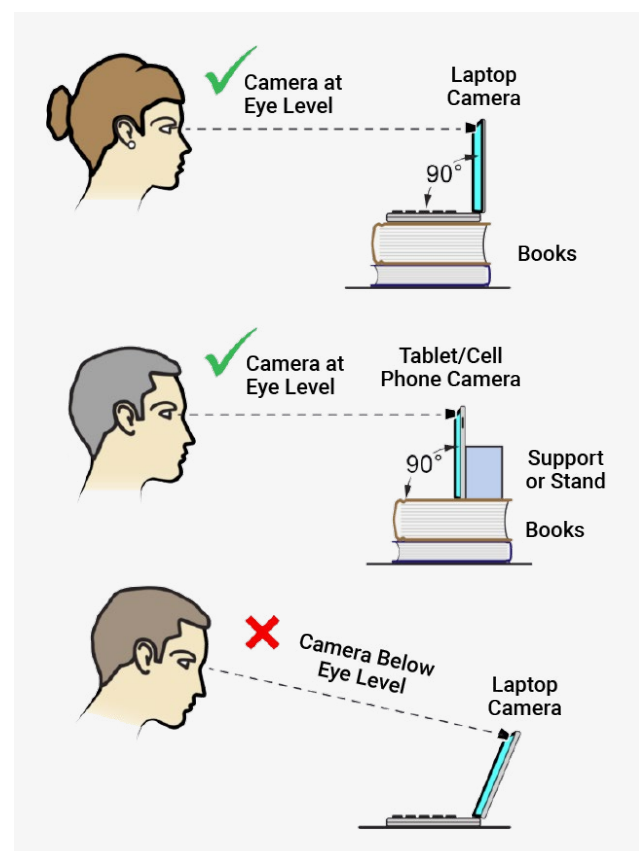 Camera at
Eye Level
Laptop
Camera
90°
Books
Camera at
Eye Level
Tablet/Cell
Phone Camera
90°
Support
or Stand
Books
Camera Below
Eye Level
Laptop
Camera